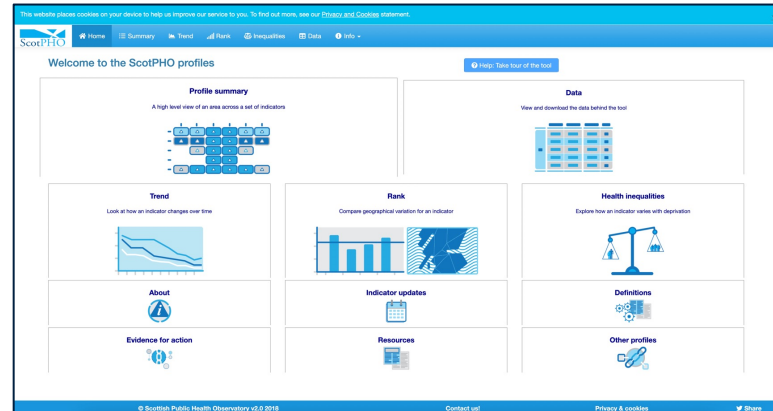 This website places cookies on your device to help us improve our service to you. To find out more, see our Privacy and Cookies statement.
ScotPHO
Home Summary Trend Rank Inequalities Data Info
Welcome to the ScotPHO profiles
Help: Take tour of the tool
Profile summary
A high level view of an area across a set of indicators
Data
View and download the data behind the tool
Trend
Look at how an indicator changes over time
Rank
Compare geographical variation for an indicator
Health inequalities
Explore how an indicator varies with deprivation
About
Indicator updates
Definitions
Evidence for action
Resources
Other profiles
© Scottish Public Health Observatory v2.0 2018 Contact us! Privacy & cookies Share